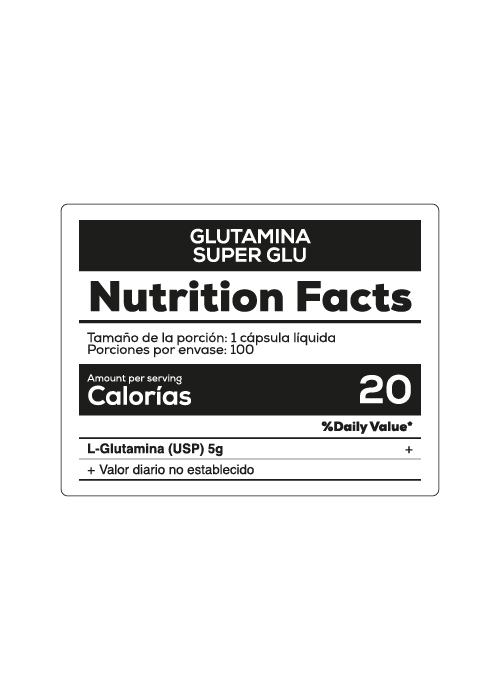 GLUTAMINA
SUPER GLU
Nutrition Facts
Tamaño de la porción: 1 cápsula líquida
Porciones por envase: 100
Amount per serving
Calorías 20
%Daily Value*
L-Glutamina (USP) 5g +
+ Valor diario no establecido